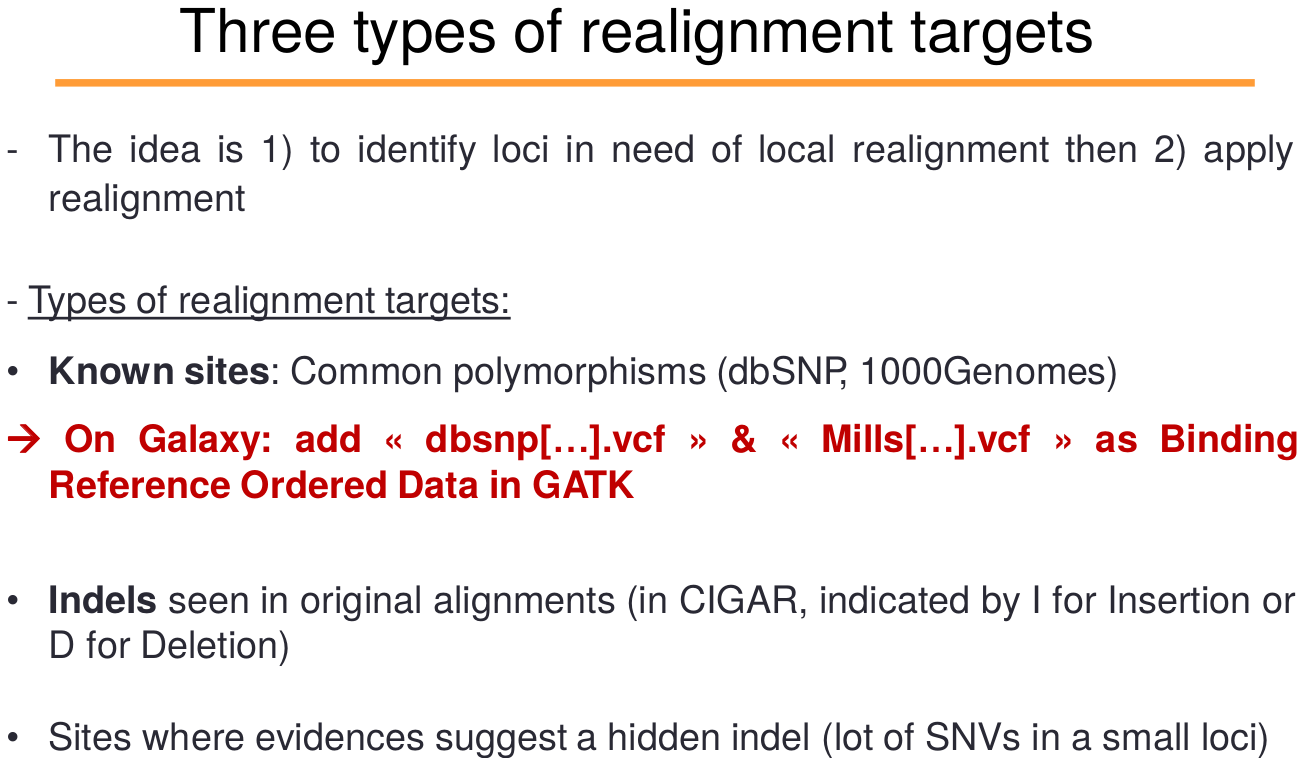 Three types of realignment targets
- The idea is 1) to identify loci in need of local realignment then 2) apply
realignment
- Types of realignment targets:
• Known sites: Common polymorphisms (dbSNP, 1000Genomes)
→ On Galaxy: add « dbsnp[…].vcf » & « Mills[…].vcf » as Binding
Reference Ordered Data in GATK
• Indels seen in original alignments (in CIGAR, indicated by I for Insertion or
D for Deletion)
• Sites where evidences suggest a hidden indel (lot of SNVs in a small loci)